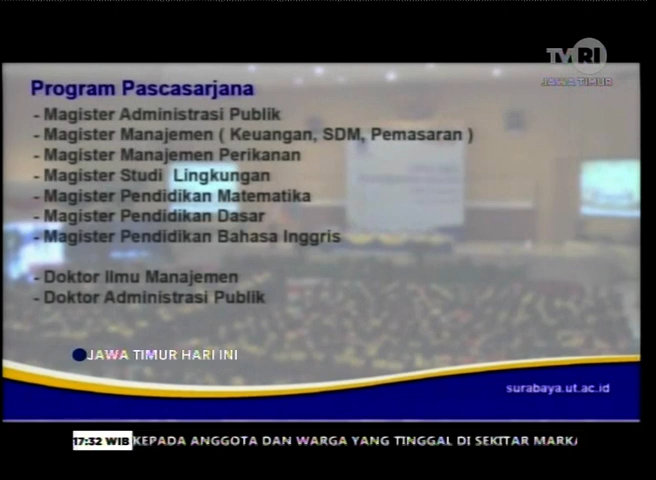 TVRI
JAWA TIMUR
Program Pascasarjana
- Magister Administrasi Publik
- Magister Manajemen ( Keuangan, SDM, Pemasaran )
- Magister Manajemen Perikanan
- Magister Studi Lingkungan
- Magister Pendidikan Matematika
- Magister Pendidikan Dasar
- Magister Pendidikan Bahasa Inggris
- Doktor Ilmu Manajemen
- Doktor Administrasi Publik
JAWA TIMUR HARI INI
surabaya.ut.ac.id
17:32 WIB KEPADA ANGGOTA DAN WARGA YANG TINGGAL DI SEKITAR MARKA